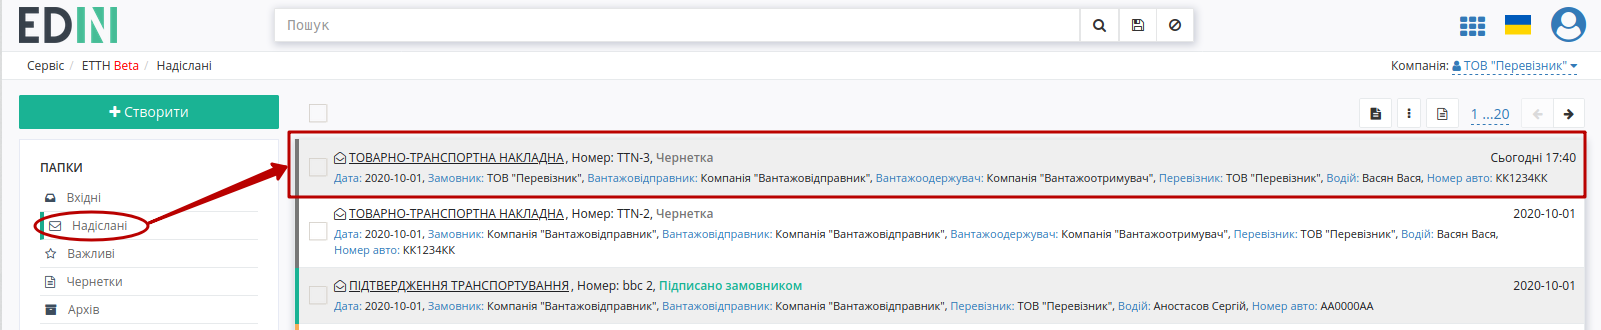 EDIN
Пошук
Сервіс / ЕТТН Beta / Надіслані
Компанія: ТОВ "Перевізник"
Створити
1 ...20
ПАПКИ
Вхідні
Надіслані
Важливі
Чернетки
Архів
ТОВАРНО-ТРАНСПОРТНА НАКЛАДНА , Номер: TTN-3, Чернетка
Сьогодні 17:40
Дата: 2020-10-01, Замовник: ТОВ "Перевізник", Вантажовідправник: Компанія "Вантажовідправник", Вантажоодержувач: Компанія "Вантажоотримувач", Перевізник: ТОВ "Перевізник", Водій: Васян Вася, Номер авто: КК1234КК
ТОВАРНО-ТРАНСПОРТНА НАКЛАДНА , Номер: TTN-2, Чернетка
2020-10-01
Дата: 2020-10-01, Замовник: Компанія "Вантажовідправник", Вантажовідправник: Компанія "Вантажовідправник", Вантажоодержувач: Компанія "Вантажоотримувач", Перевізник: ТОВ "Перевізник", Водій: Васян Вася,
Номер авто: КК1234КК
ПІДТВЕРДЖЕННЯ ТРАНСПОРТУВАННЯ , Номер: bbc 2, Підписано замовником
2020-10-01
Дата: 2020-10-01, Замовник: Компанія "Вантажовідправник", Вантажовідправник: Компанія "Вантажовідправник", Перевізник: ТОВ "Перевізник", Водій: Аностасов Сергій, Номер авто: АА0000АА